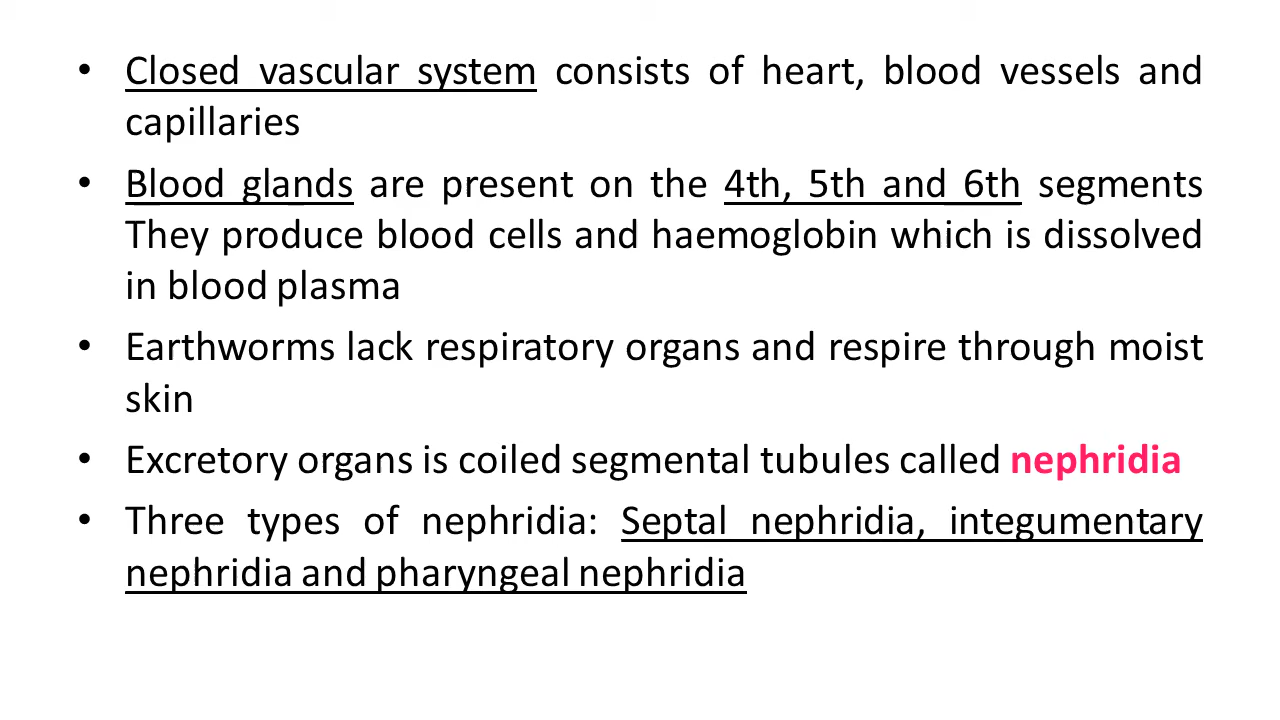 • Closed vascular system consists of heart, blood vessels and
capillaries
• Blood glands are present on the 4th, 5th and 6th segments
They produce blood cells and haemoglobin which is dissolved
in blood plasma
• Earthworms lack respiratory organs and respire through moist
skin
• Excretory organs is coiled segmental tubules called nephridia
• Three types of nephridia: Septal nephridia, integumentary
nephridia and pharyngeal nephridia